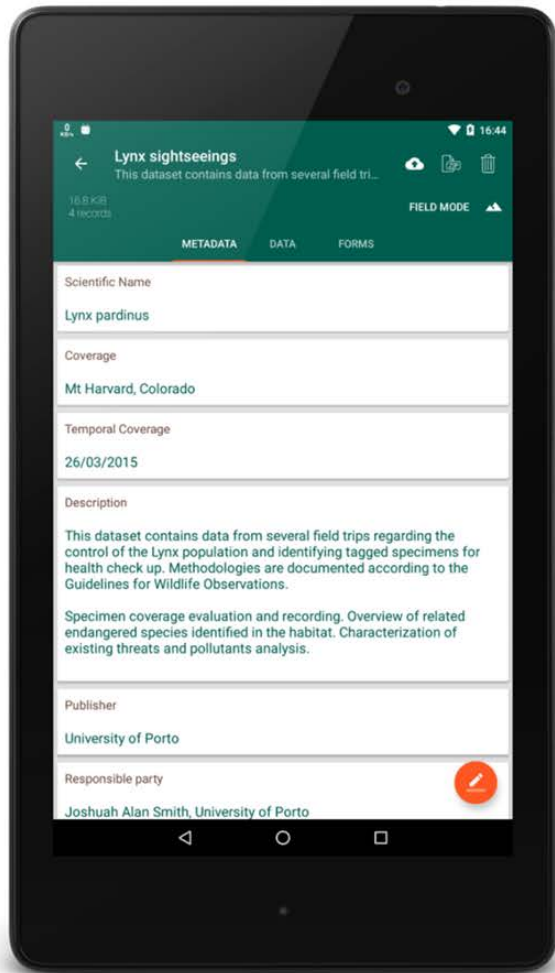 0
KB/s
16:44
Lynx sightseeings
This dataset contains data from several field tri...
16.8 KiB
4 records
FIELD MODE
METADATA DATA FORMS
Scientific Name
Lynx pardinus
Coverage
Mt Harvard, Colorado
Temporal Coverage
26/03/2015
Description
This dataset contains data from several field trips regarding the
control of the Lynx population and identifying tagged specimens for
health check up. Methodologies are documented according to the
Guidelines for Wildlife Observations.
Specimen coverage evaluation and recording. Overview of related
endangered species identified in the habitat. Characterization of
existing threats and pollutants analysis.
Publisher
University of Porto
Responsible party
Joshuah Alan Smith, University of Porto